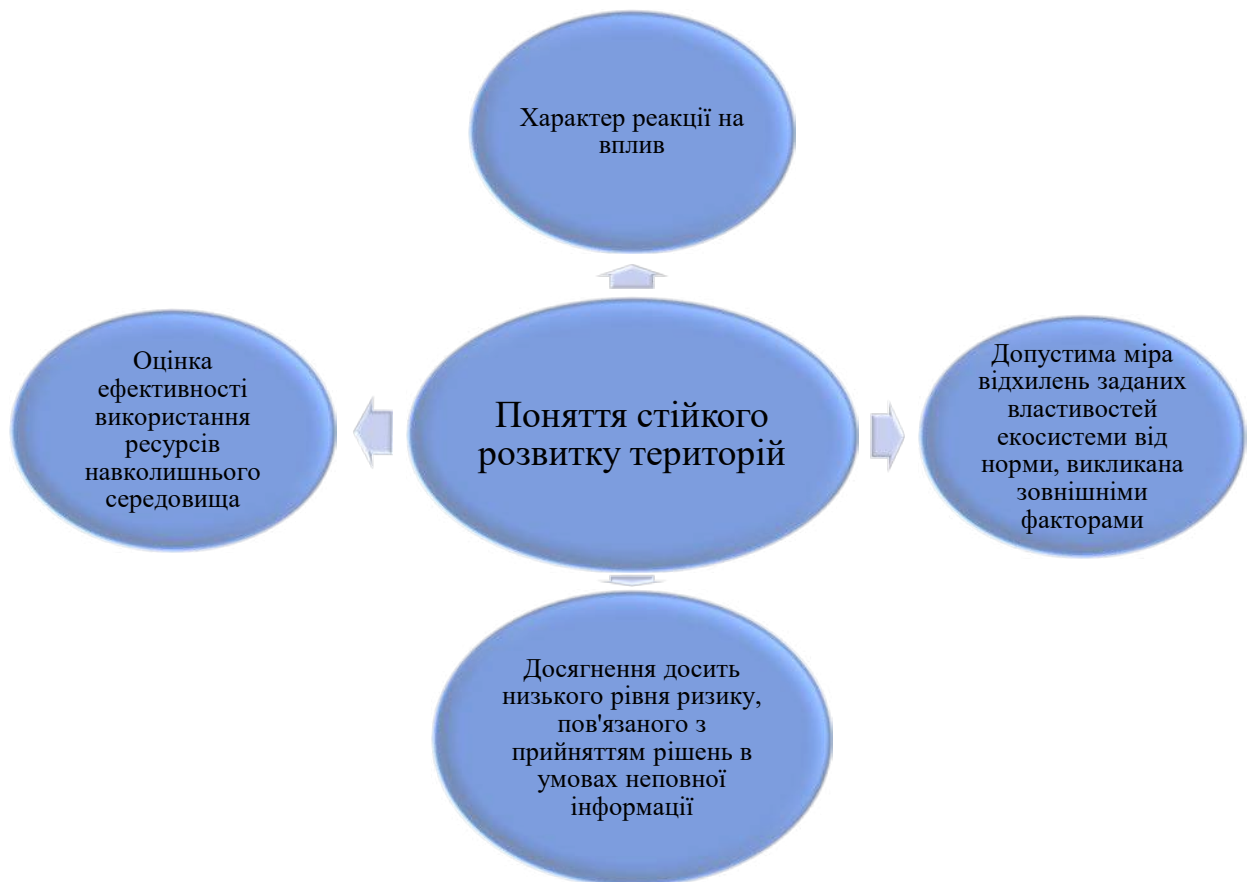 Характер реакції на
вплив
Оцінка
ефективності
використання
ресурсів
навколишнього
середовища
Поняття стійкого
розвитку територій
Допустима міра
відхилень заданих
властивостей
екосистеми від
норми, викликана
зовнішніми
факторами
Досягнення досить
низького рівня ризику,
пов'язаного з
прийняттям рішень в
умовах неповної
інформації